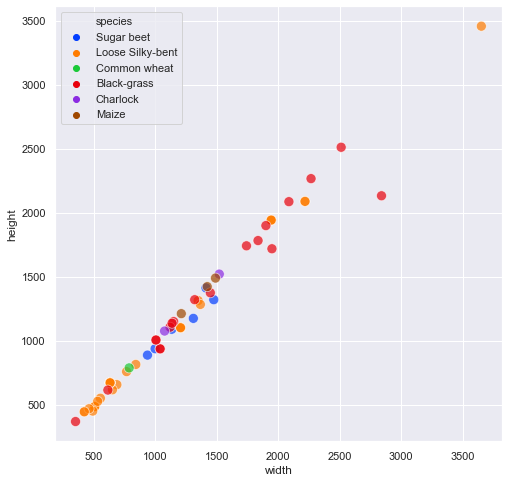 species
Sugar beet
Loose Silky-bent
Common wheat
Black-grass
Charlock
Maize
3500
3000
2500
2000
1500
1000
500
height
500 1000 1500 2000 2500 3000 3500
width